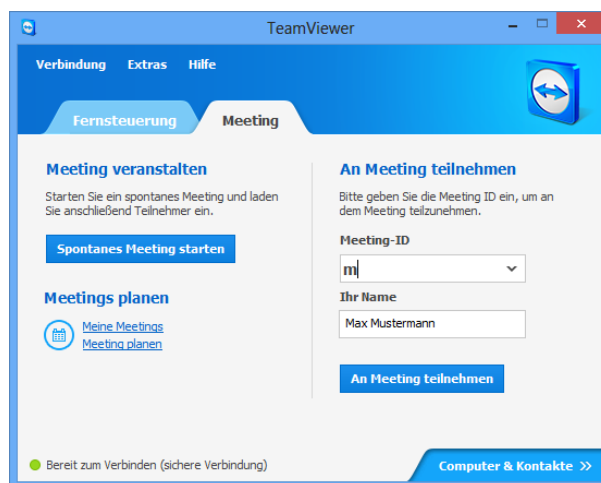 TeamViewer
Verbindung Extras Hilfe
Fernsteuerung Meeting
Meeting veranstalten
Starten Sie ein spontanes Meeting und laden
Sie anschließend Teilnehmer ein.
Spontanes Meeting starten
Meetings planen
Meine Meetings
Meeting planen
An Meeting teilnehmen
Bitte geben Sie die Meeting ID ein, um an
dem Meeting teilzunehmen.
Meeting-ID
m
Ihr Name
Max Mustermann
An Meeting teilnehmen
Bereit zum Verbinden (sichere Verbindung)
Computer & Kontakte >>